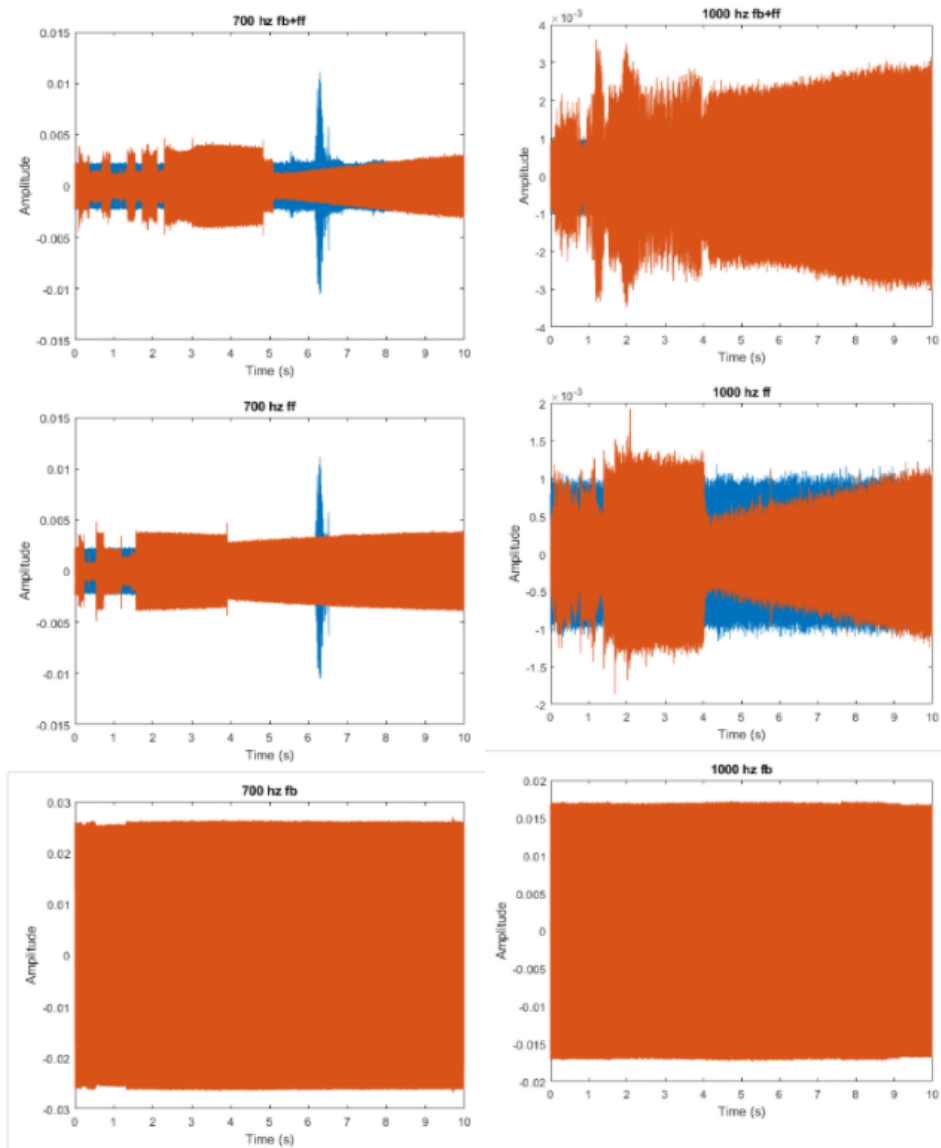 700 hz fb+ff
0.015
0.01
0.005
0
-0.005
-0.01
-0.015
Amplitude
0 1 2 3 4 5 6 7 8 9 10
Time (s)
1000 hz fb+ff
× 10⁻³
4
3
2
1
0
-1
-2
-3
-4
Amplitude
0 1 2 3 4 5 6 7 8 9 10
Time (s)
700 hz ff
0.015
0.01
0.005
0
-0.005
-0.01
-0.015
Amplitude
0 1 2 3 4 5 6 7 8 9 10
Time (s)
1000 hz ff
× 10⁻³
2
1.5
1
0.5
0
-0.5
-1
-1.5
-2
Amplitude
0 1 2 3 4 5 6 7 8 9 10
Time (s)
700 hz fb
0.03
0.02
0.01
0
-0.01
-0.02
-0.03
Amplitude
0 1 2 3 4 5 6 7 8 9 10
Time (s)
1000 hz fb
0.02
0.015
0.01
0.005
0
-0.005
-0.01
-0.015
-0.02
Amplitude
0 1 2 3 4 5 6 7 8 9 10
Time (s)